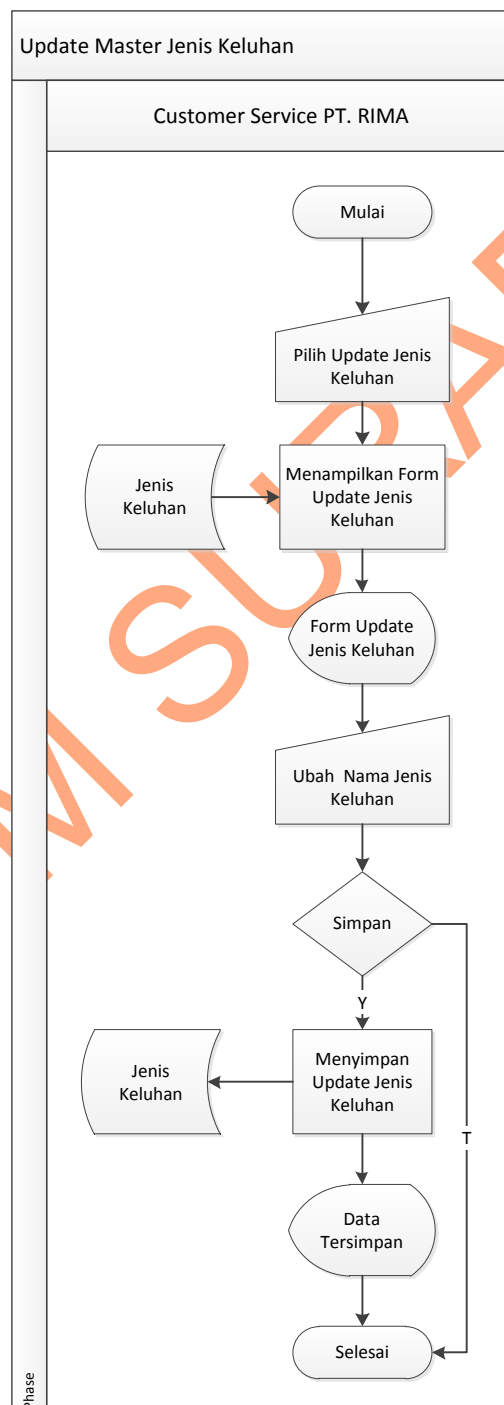 Update Master Jenis Keluhan
Customer Service PT. RIMA
Mulai
Pilih Update Jenis
Keluhan
Jenis
Keluhan
Menampilkan Form
Update Jenis
Keluhan
Form Update
Jenis Keluhan
Ubah  Nama Jenis
Keluhan
Simpan
Y
Jenis
Keluhan
Menyimpan
Update Jenis
Keluhan
T
Data
Tersimpan
Selesai
Phase
M SURA